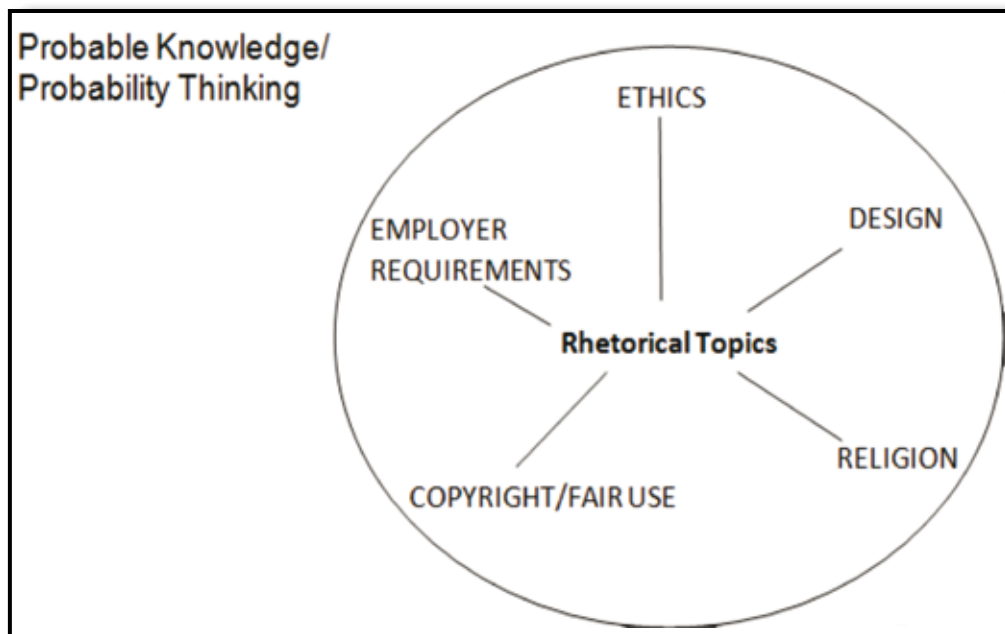 Probable Knowledge/
Probability Thinking
ETHICS
DESIGN
EMPLOYER
REQUIREMENTS
Rhetorical Topics
RELIGION
COPYRIGHT/FAIR USE